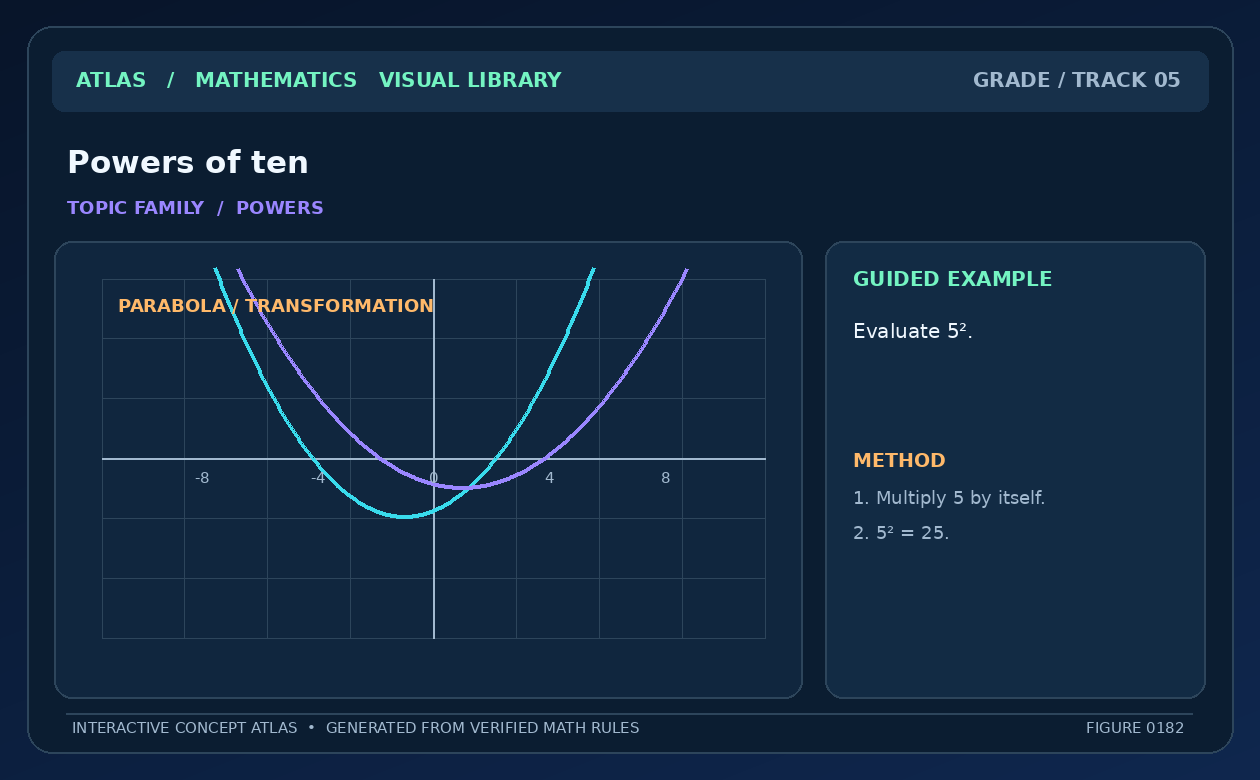 ATLAS / MATHEMATICS VISUAL LIBRARY
GRADE / TRACK 05
Powers of ten
TOPIC FAMILY / POWERS
PARABOLA / TRANSFORMATION
-8 -4 0 4 8
GUIDED EXAMPLE
Evaluate 5².
METHOD
1. Multiply 5 by itself.
2. 5² = 25.
INTERACTIVE CONCEPT ATLAS • GENERATED FROM VERIFIED MATH RULES
FIGURE 0182